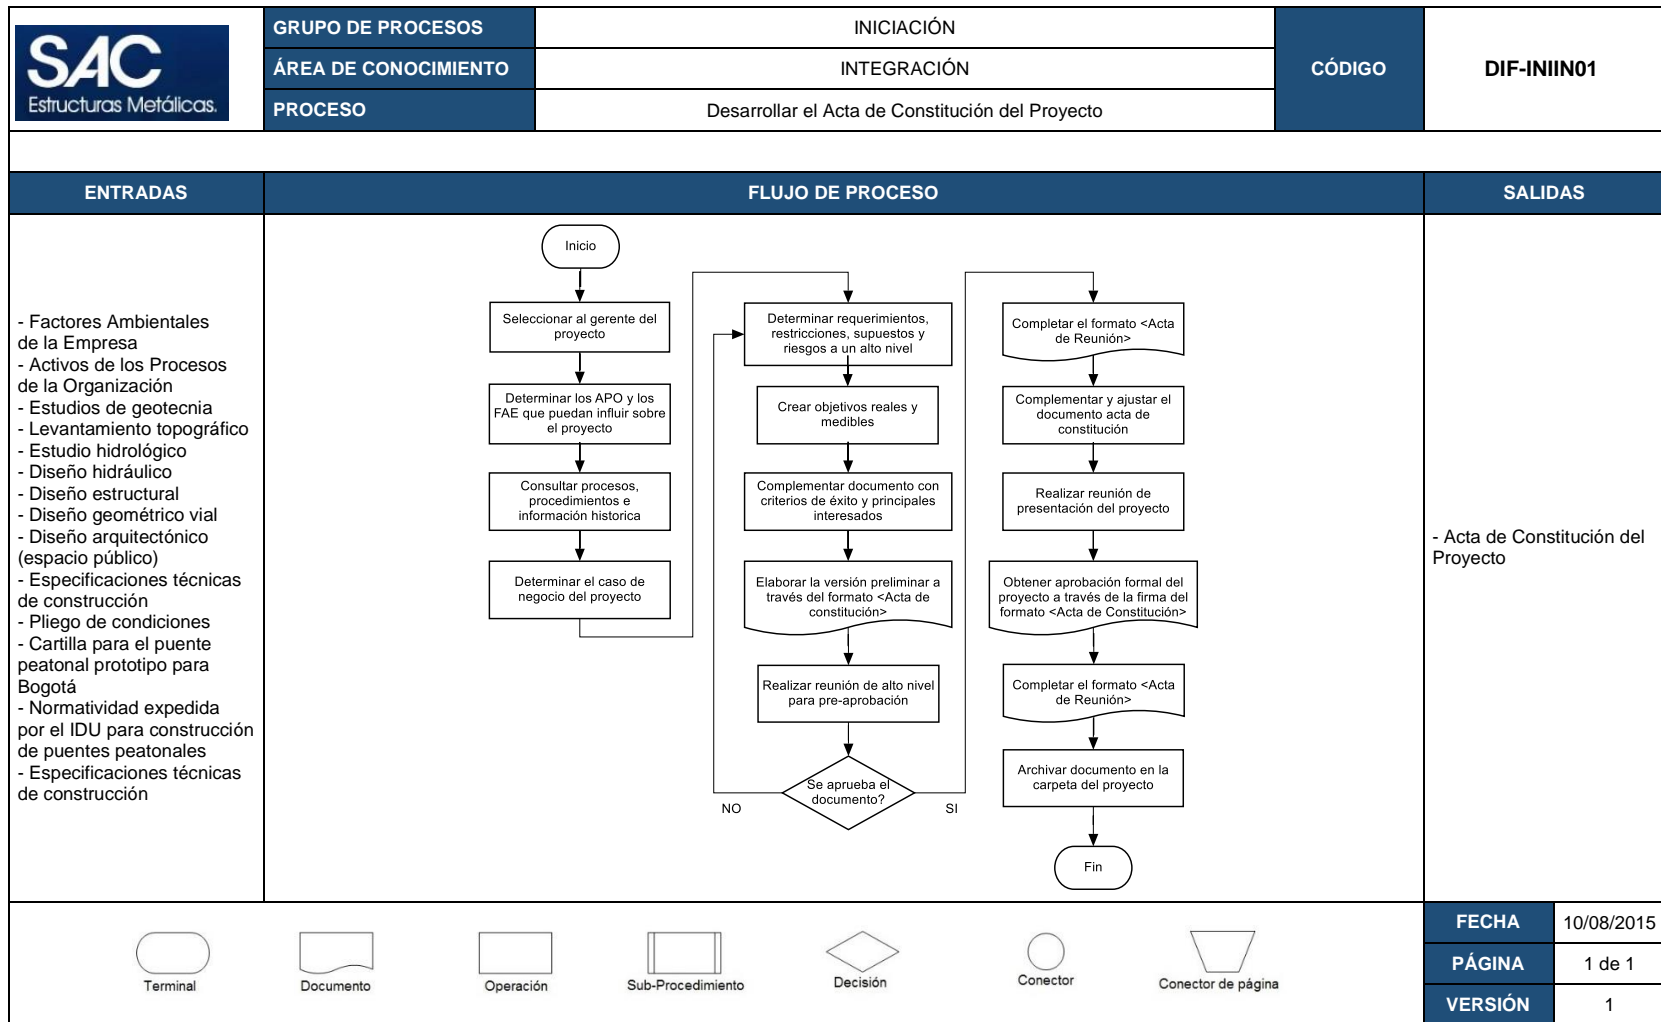 SAC
Estructuras Metálicas.
GRUPO DE PROCESOS
INICIACIÓN
ÁREA DE CONOCIMIENTO
INTEGRACIÓN
PROCESO
Desarrollar el Acta de Constitución del Proyecto
CÓDIGO
DIF-INIIN01
ENTRADAS
FLUJO DE PROCESO
SALIDAS
- Factores Ambientales
de la Empresa
- Activos de los Procesos
de la Organización
- Estudios de geotecnia
- Levantamiento topográfico
- Estudio hidrológico
- Diseño hidráulico
- Diseño estructural
- Diseño geométrico vial
- Diseño arquitectónico
(espacio público)
- Especificaciones técnicas
de construcción
- Pliego de condiciones
- Cartilla para el puente
peatonal prototipo para
Bogotá
- Normatividad expedida
por el IDU para construcción
de puentes peatonales
- Especificaciones técnicas
de construcción
Inicio
Seleccionar al gerente del
proyecto
Determinar los APO y los
FAE que puedan influir sobre
el proyecto
Consultar procesos,
procedimientos e
información historica
Determinar el caso de
negocio del proyecto
Determinar requerimientos,
restricciones, supuestos y
riesgos a un alto nivel
Crear objetivos reales y
medibles
Complementar documento con
criterios de éxito y principales
interesados
Elaborar la versión preliminar a
través del formato <Acta de
constitución>
Realizar reunión de alto nivel
para pre-aprobación
Se aprueba el
documento?
NO
SI
Completar el formato <Acta
de Reunión>
Complementar y ajustar el
documento acta de
constitución
Realizar reunión de
presentación del proyecto
Obtener aprobación formal del
proyecto a través de la firma del
formato <Acta de Constitución>
Completar el formato <Acta
de Reunión>
Archivar documento en la
carpeta del proyecto
Fin
- Acta de Constitución del
Proyecto
Terminal
Documento
Operación
Sub-Procedimiento
Decisión
Conector
Conector de página
FECHA
10/08/2015
PÁGINA
1 de 1
VERSIÓN
1